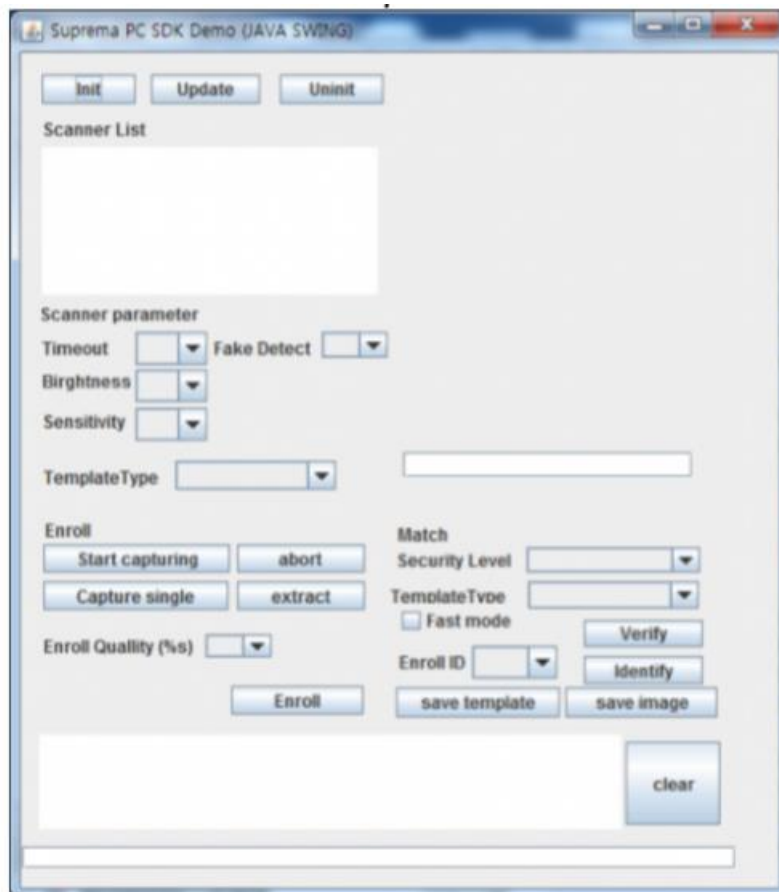 Suprema PC SDK Demo (JAVA SWING)
Init Update Uninit
Scanner List
Scanner parameter
Timeout Fake Detect
Birghtness
Sensitivity
TemplateType
Enroll
Start capturing abort
Capture single extract
Enroll Quallity (%s)
Enroll
Match
Security Level
TemplateType
Fast mode
Verify
Enroll ID
Identify
save template save image
clear